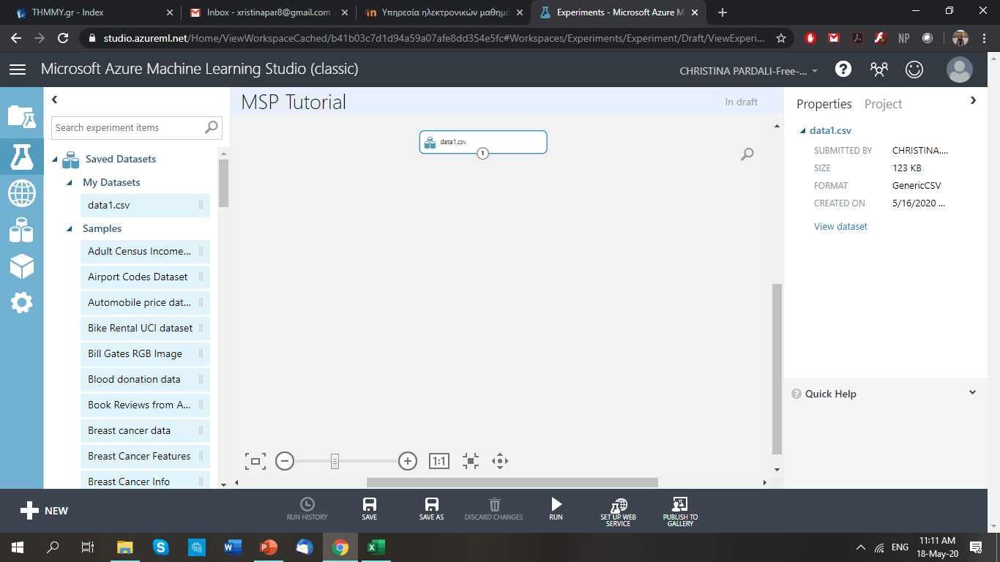 THMMY.gr - Index
Inbox - xristinapar8@gmail.com
Υπηρεσία ηλεκτρονικών μαθημά
Experiments - Microsoft Azure M
studio.azureml.net/Home/ViewWorkspaceCached/b41b03c7d1d94a59a07afe8dd354e5fc#Workspaces/Experiments/Experiment/Draft/ViewExperi...
NP
Microsoft Azure Machine Learning Studio (classic)
CHRISTINA PARDALI-Free-...
MSP Tutorial
In draft
Search experiment items
Saved Datasets
My Datasets
data1.csv
Samples
Adult Census Income...
Airport Codes Dataset
Automobile price dat...
Bike Rental UCI dataset
Bill Gates RGB Image
Blood donation data
Book Reviews from A...
Breast cancer data
Breast Cancer Features
Breast Cancer Info
data1.csv
1
1:1
Properties Project
data1.csv
SUBMITTED BY CHRISTINA....
SIZE 123 KB
FORMAT GenericCSV
CREATED ON 5/16/2020 ...
View dataset
Quick Help
NEW
RUN HISTORY
SAVE
SAVE AS
DISCARD CHANGES
RUN
SET UP WEB
SERVICE
PUBLISH TO
GALLERY
ENG
11:11 AM
18-May-20